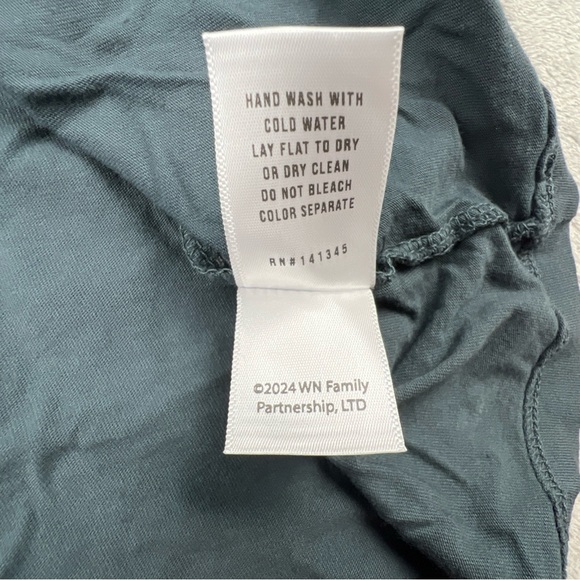 HAND WASH WITH
COLD WATER
LAY FLAT TO DRY
OR DRY CLEAN
DO NOT BLEACH
COLOR SEPARATE
RN#141345
©2024 WN Family
Partnership, LTD